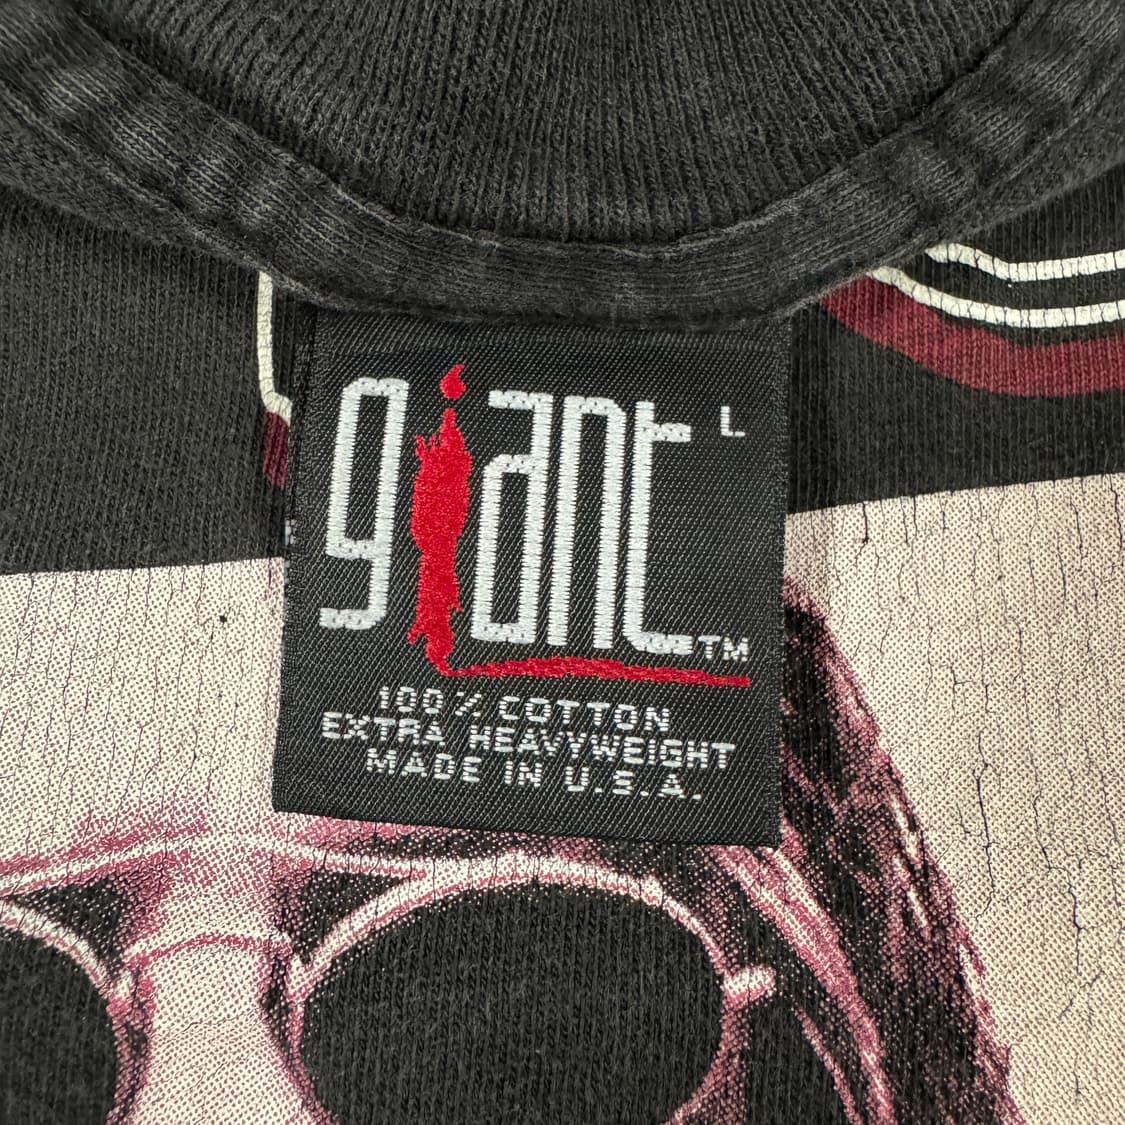 giant L
TM
100% COTTON
EXTRA HEAVYWEIGHT
MADE IN U.S.A.